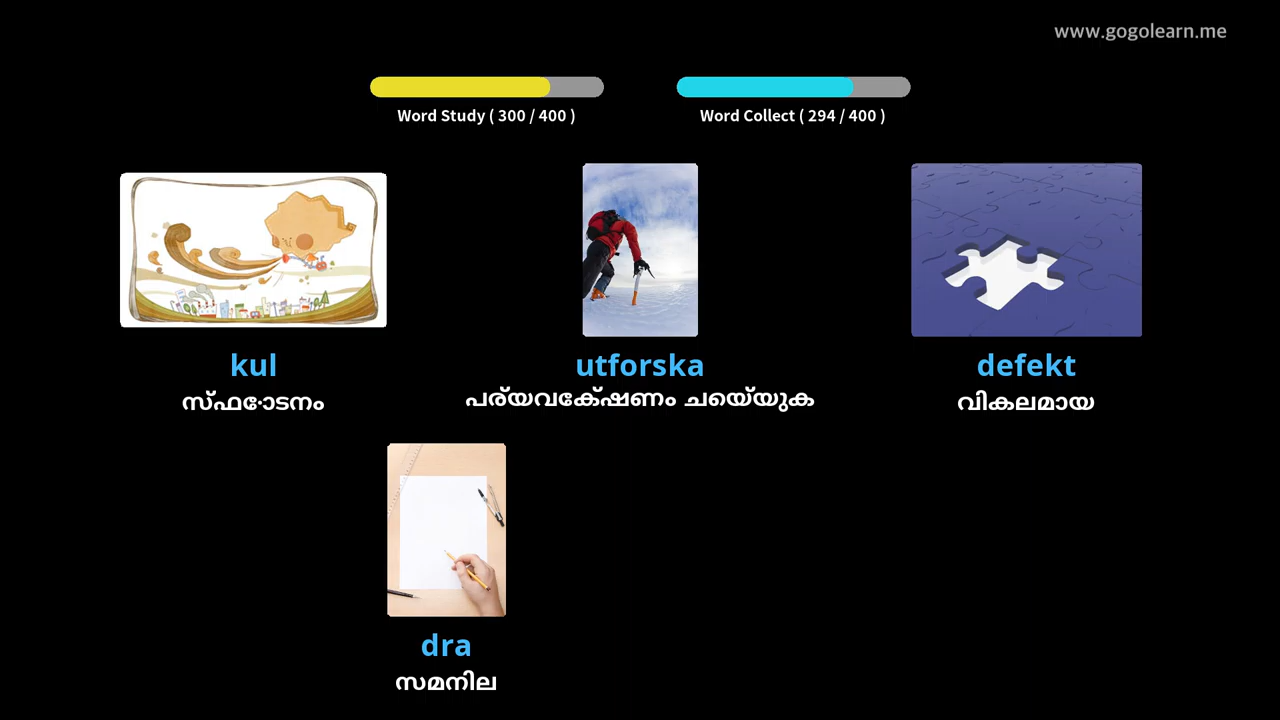 www.gogolearn.me
Word Study ( 300 / 400 )
Word Collect ( 294 / 400 )
kul
സ്ഫോടനം
utforska
പര്യവേക്ഷണം ചെയ്യുക
defekt
വികലമായ
dra
സമനില